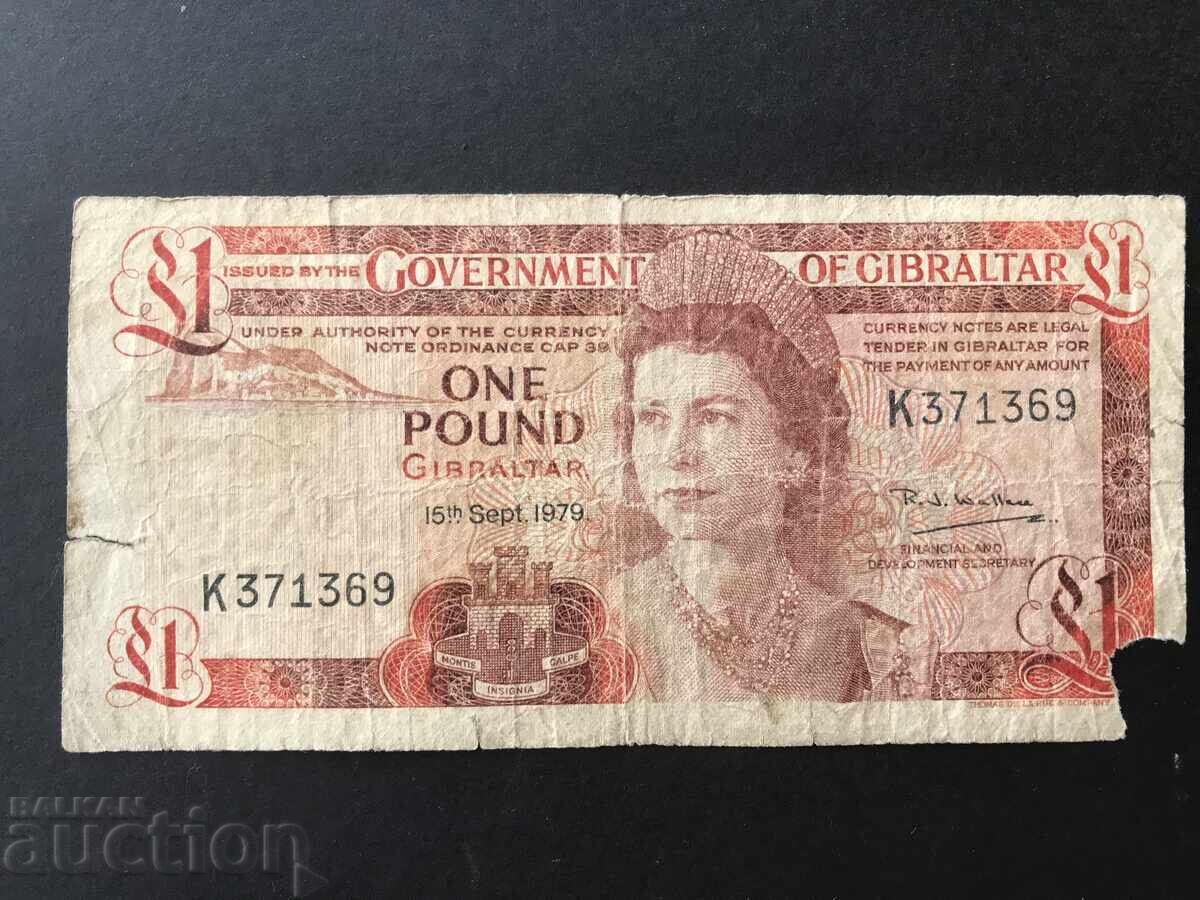 £1 ISSUED BY THE GOVERNMENT OF GIBRALTAR £1
UNDER AUTHORITY OF THE CURRENCY
NOTE ORDINANCE CAP 39
CURRENCY NOTES ARE LEGAL
TENDER IN GIBRALTAR FOR
THE PAYMENT OF ANY AMOUNT
ONE
POUND
GIBRALTAR
K371369
15th Sept. 1979.
R.J. Wallace
FINANCIAL AND
DEVELOPMENT SECRETARY
K371369
£1
MONTIS CALPE
INSIGNIA
£1
THOMAS DE LA RUE & COMPANY
BALKAN
auction